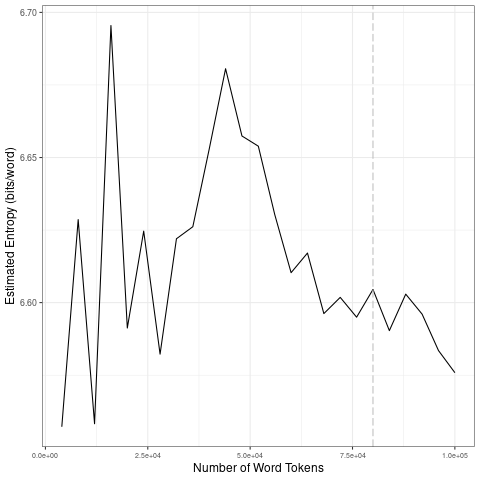 Estimated Entropy (bits/word)
6.70
6.65
6.60
0.0e+00 2.5e+04 5.0e+04 7.5e+04 1.0e+05
Number of Word Tokens